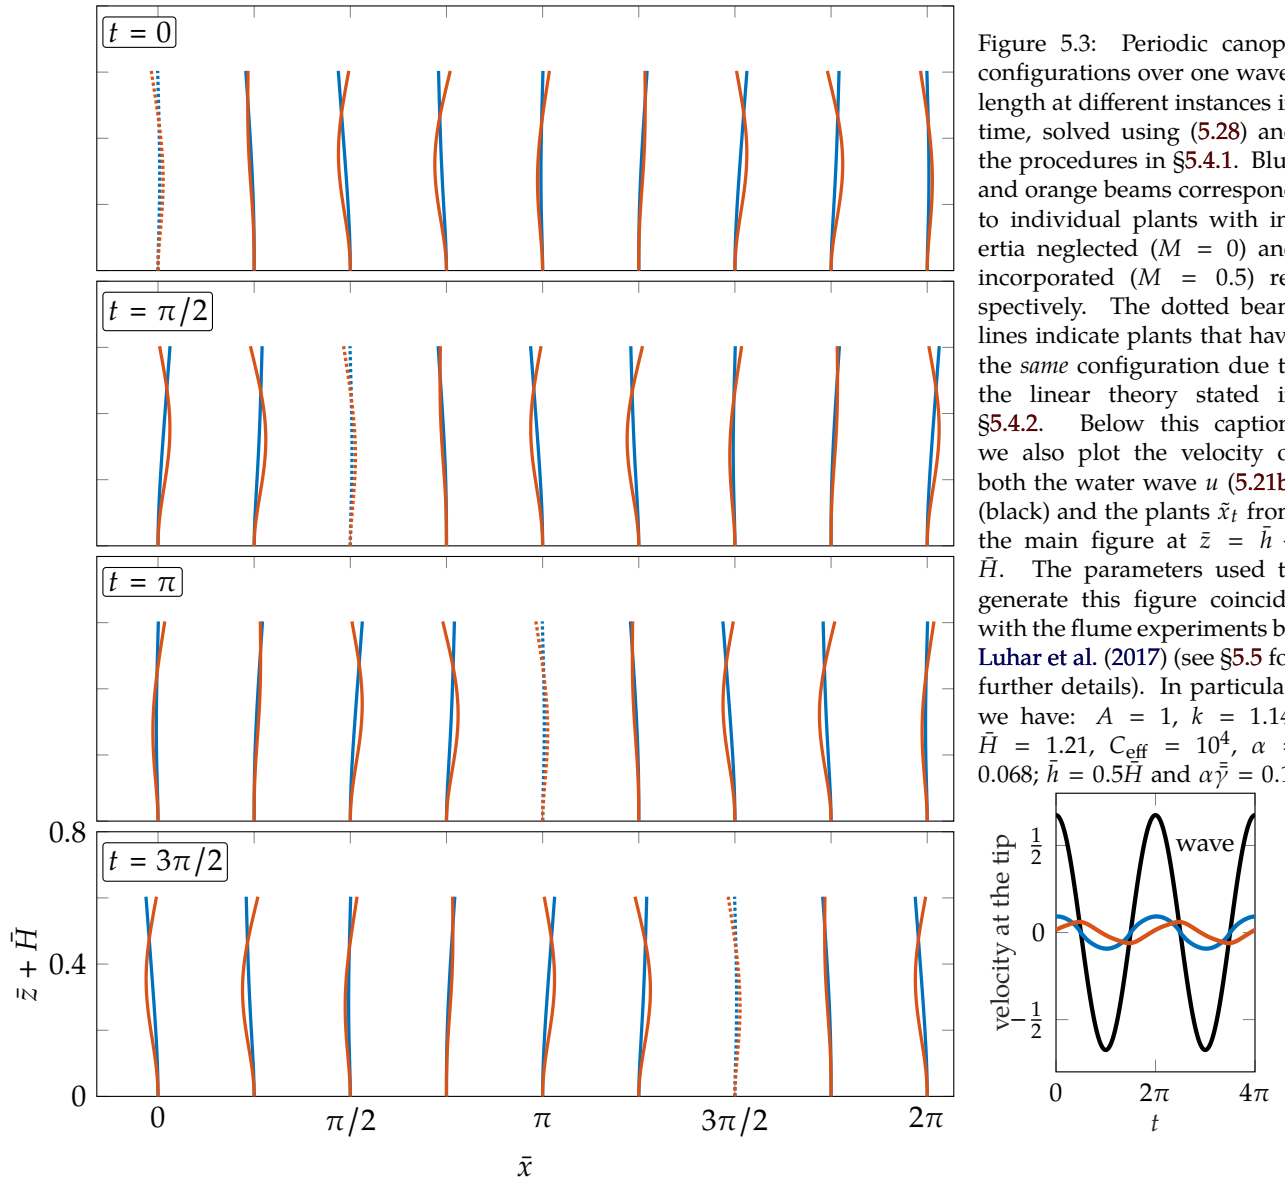 t = 0
t = π/2
t = π
t = 3π/2
0.8
0.4
0
z̄ + H̄
0 π/2 π 3π/2 2π
x̄
Figure 5.3: Periodic canop
configurations over one wave
length at different instances i
time, solved using (5.28) an
the procedures in §5.4.1. Blu
and orange beams correspon
to individual plants with in
ertia neglected (M = 0) an
incorporated (M = 0.5) re
spectively. The dotted bea
lines indicate plants that hav
the same configuration due t
the linear theory stated i
§5.4.2. Below this caption
we also plot the velocity o
both the water wave u (5.21b
(black) and the plants x̃ₜ fro
the main figure at z̄ = h̄
H̄. The parameters used t
generate this figure coincid
with the flume experiments b
Luhar et al. (2017) (see §5.5 fo
further details). In particula
we have: A = 1, k = 1.14
H̄ = 1.21, C_eff = 10⁴, α =
0.068; h̄ = 0.5H̄ and αγ̄ = 0.1
velocity at the tip
1/2
0
−1/2
wave
0 2π 4π
t